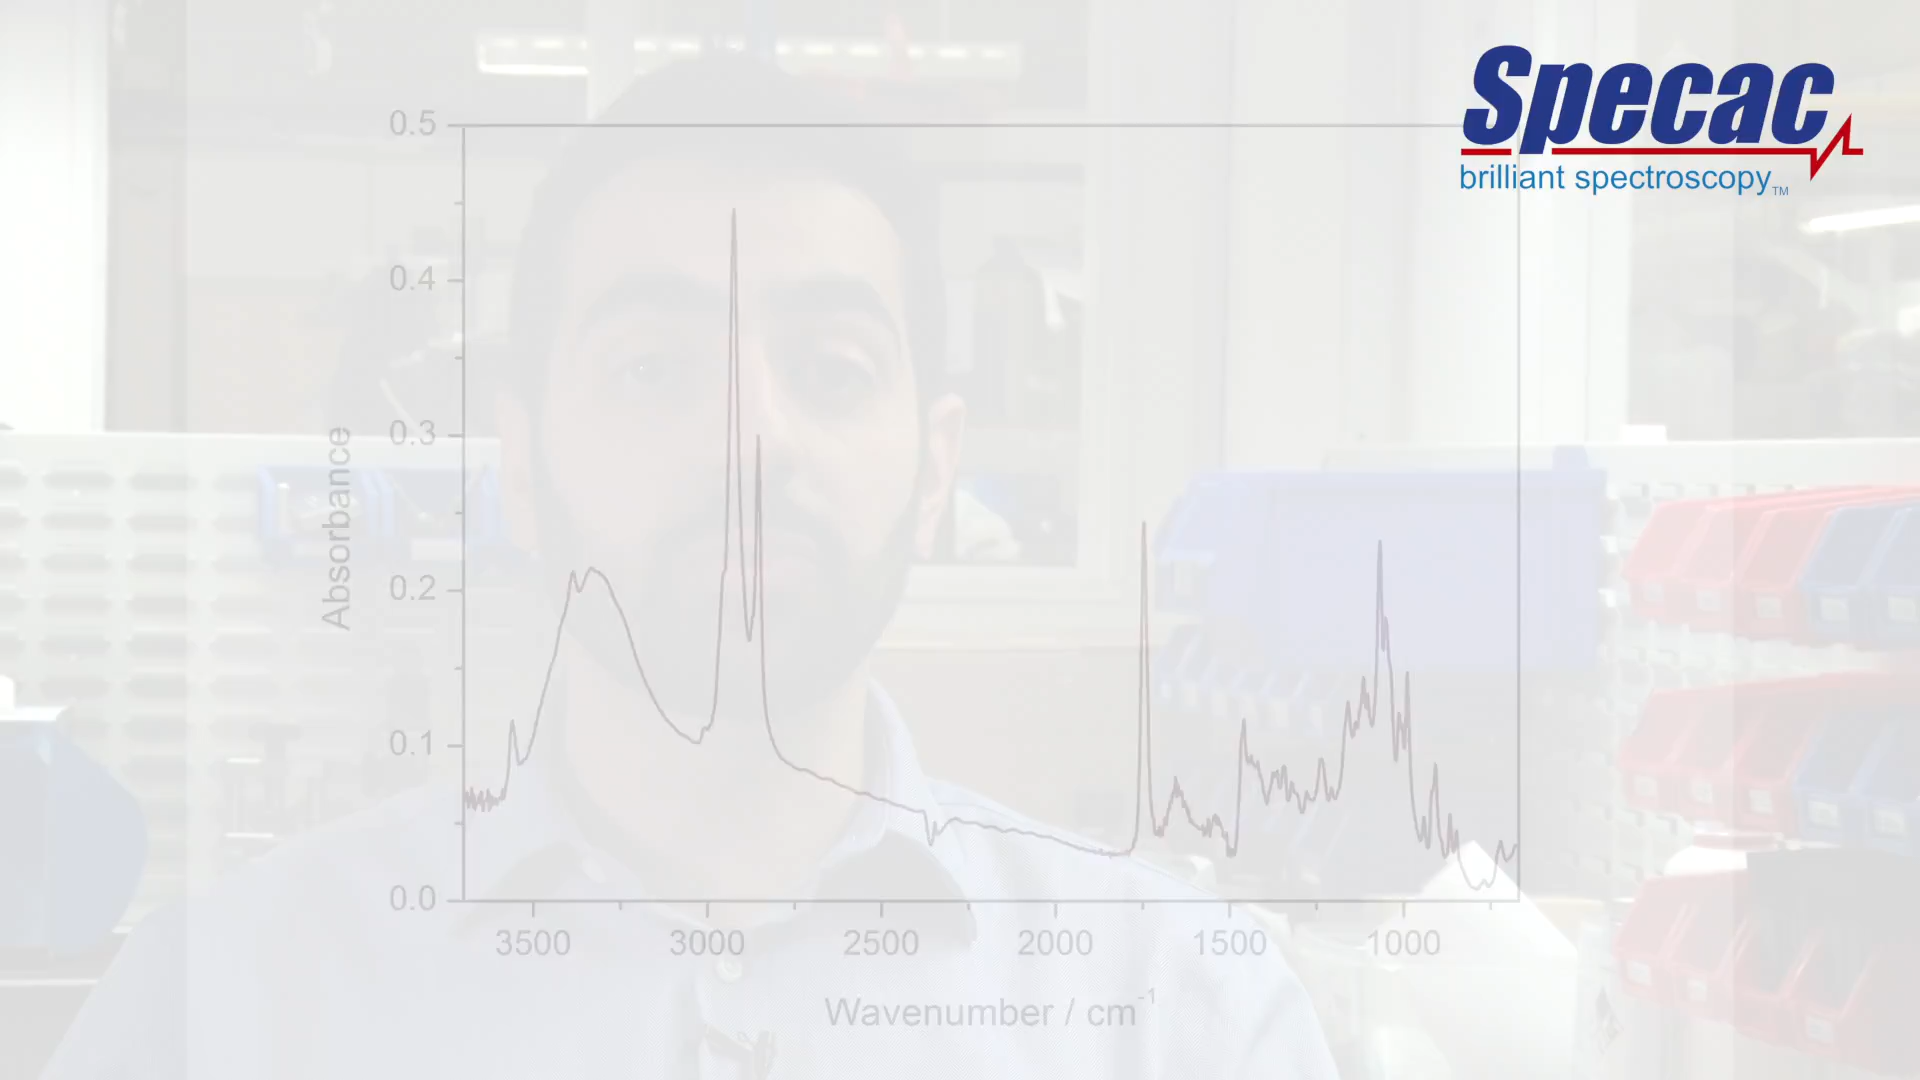 Specac
brilliant spectroscopy™
0.5
0.4
0.3
0.2
0.1
0.0
Absorbance
3500 3000 2500 2000 1500 1000
Wavenumber / cm⁻¹